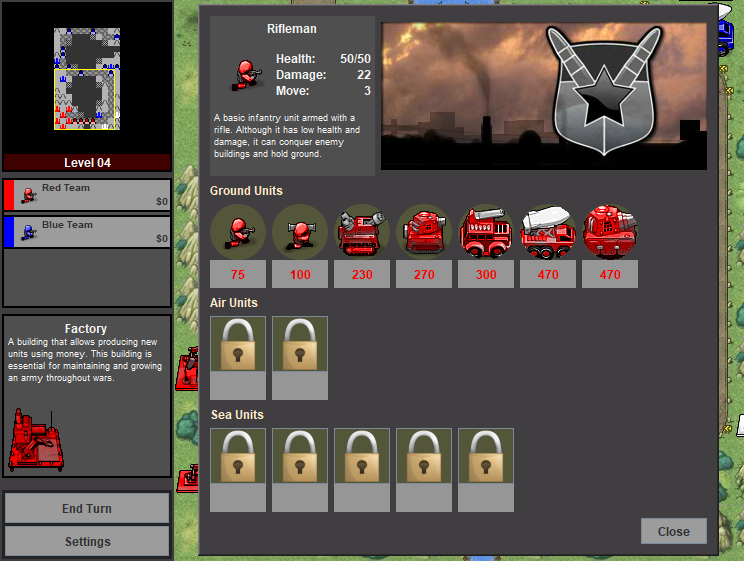 Level 04
Red Team
$0
Blue Team
$0
Factory
A building that allows producing new
units using money. This building is
essential for maintaining and growing
an army throughout wars.
End Turn
Settings
Rifleman
Health: 50/50
Damage: 22
Move: 3
A basic infantry unit armed with a
rifle. Although it has low health and
damage, it can conquer enemy
buildings and hold ground.
Ground Units
75 100 230 270 300 470 470
Air Units
Sea Units
Close